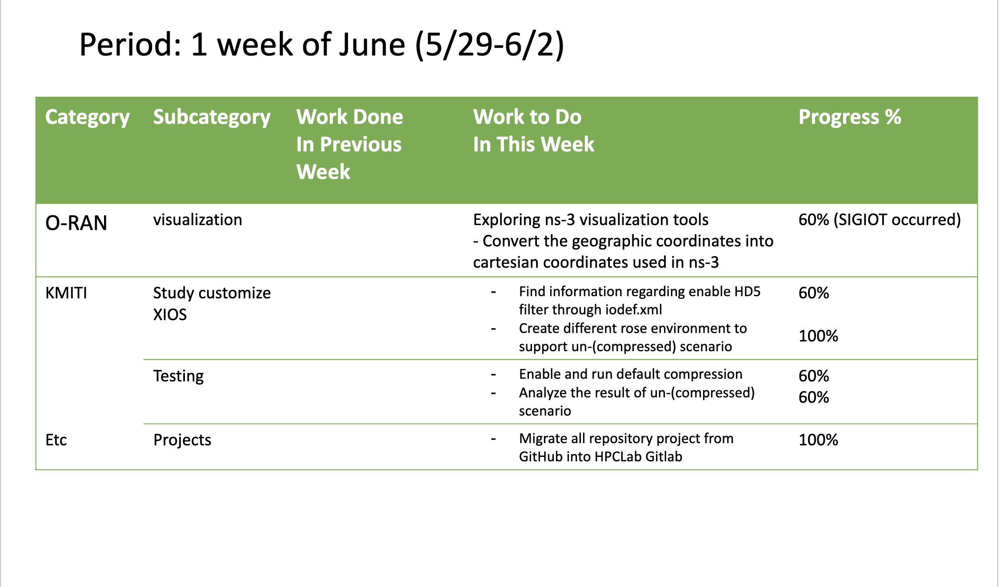 Period: 1 week of June (5/29-6/2)
Category
Subcategory
Work Done
In Previous
Week
Work to Do
In This Week
Progress %
O-RAN
visualization
Exploring ns-3 visualization tools
- Convert the geographic coordinates into
cartesian coordinates used in ns-3
60% (SIGIOT occurred)
KMITI
Study customize
XIOS
- Find information regarding enable HD5
filter through iodef.xml
- Create different rose environment to
support un-(compressed) scenario
60%
100%
Testing
- Enable and run default compression
- Analyze the result of un-(compressed)
scenario
60%
60%
Etc
Projects
- Migrate all repository project from
GitHub into HPCLab Gitlab
100%